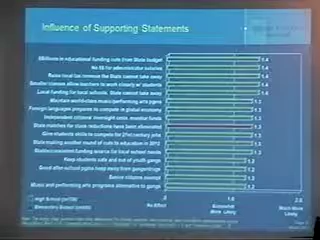 Influence of Supporting Statements
$Billions in educational funding cuts from State budget 1.4
No $$ for administrator salaries 1.4
Raise local tax revenue the State cannot take away 1.4
Smaller classes allow teachers to work closely w/ students 1.4
Local funding for local schools. State cannot take away 1.4
Maintain world-class music/performing arts pgms 1.3
Foreign languages prepares to compete in global economy 1.3
Independent citizens' oversight cmte. monitor funds 1.3
State matches for class reductions have been eliminated 1.3
Give students skills to compete for 21st century jobs 1.3
State making another round of cuts to education in 2012 1.3
Stable/consistent funding source for local school needs 1.3
Keep students safe and out of youth gangs 1.2
Good after-school pgms keep away from gangs/drugs 1.2
Senior citizens exempt 1.2
Music and performing arts programs alternative to gangs 1.2
.0 1.0 2.0
No Effect Somewhat More Likely Much More Likely
High School
Elementary School